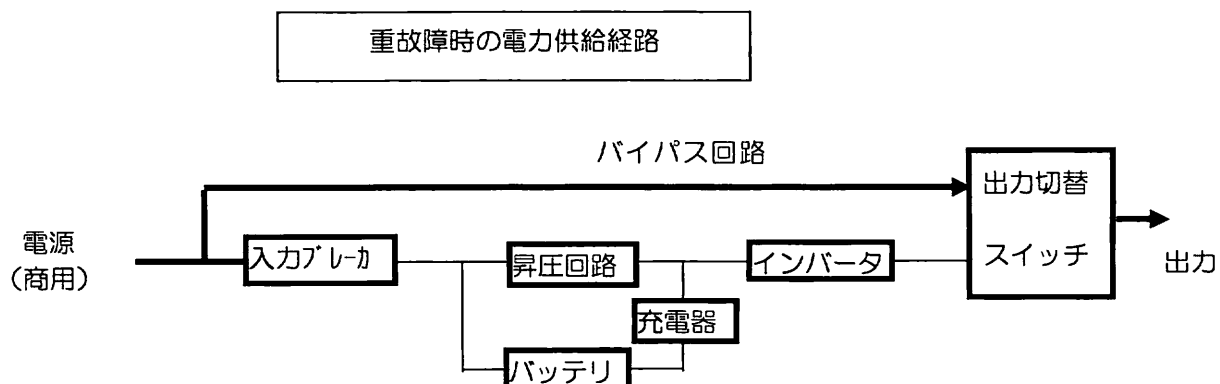 重故障時の電力供給経路
バイパス回路
電源
(商用)
入力ﾌﾞﾚｰｶ
昇圧回路
充電器
バッテリ
インバータ
出力切替
スイッチ
出力